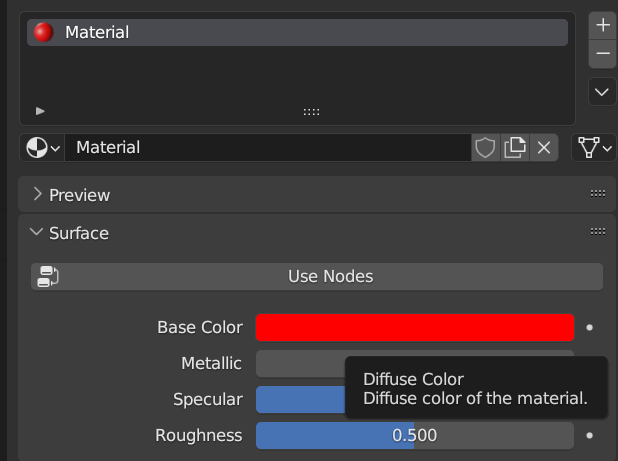 Material
Material
Preview
Surface
Use Nodes
Base Color
Metallic
Diffuse Color
Diffuse color of the material.
Specular
Roughness 0.500